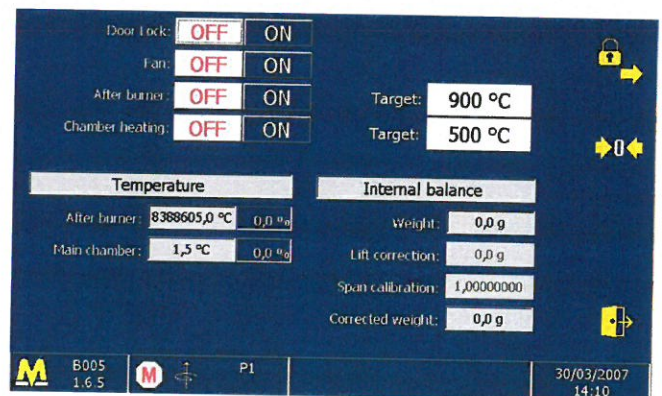 Door Lock: OFF ON
Fan: OFF ON
After burner: OFF ON
Target: 900 °C
Chamber heating: OFF ON
Target: 500 °C
0
Temperature
Internal balance
After burner: 8388605,0 °C 0,0 %
Weight: 0,0 g
Main chamber: 1,5 °C 0,0 %
Lift correction: 0,0 g
Span calibration: 1,00000000
Corrected weight: 0,0 g
M
B005
1.6.5
M
P1
30/03/2007
14:10